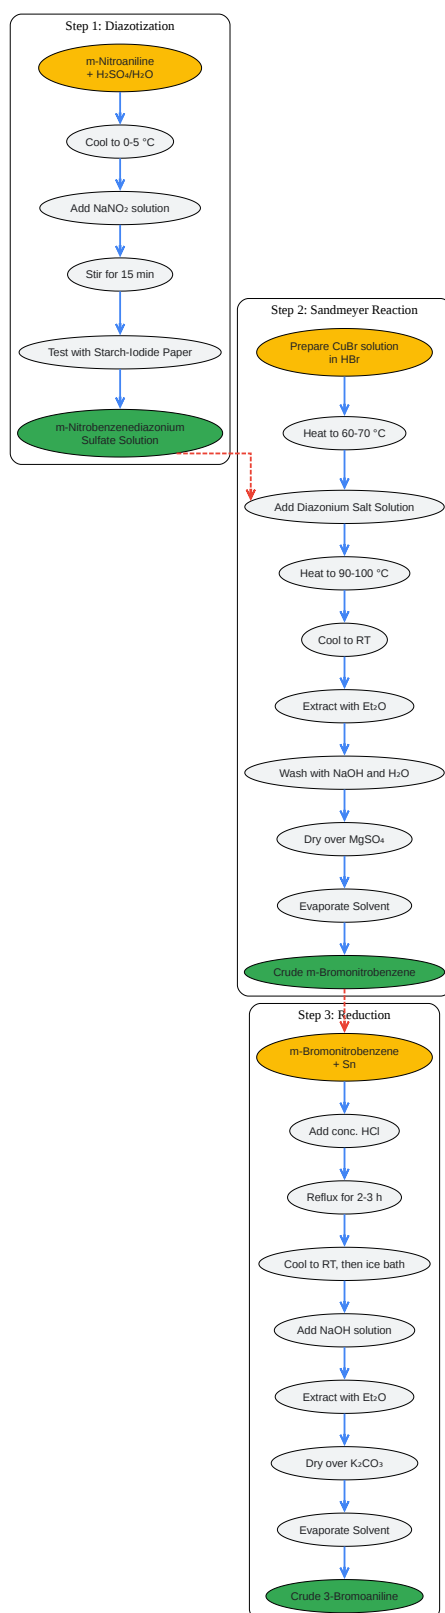 Step 1: Diazotization
m-Nitroaniline
+ H₂SO₄/H₂O
Cool to 0-5 °C
Add NaNO₂ solution
Stir for 15 min
Test with Starch-Iodide Paper
m-Nitrobenzenediazonium
Sulfate Solution
Step 2: Sandmeyer Reaction
Prepare CuBr solution
in HBr
Heat to 60-70 °C
Add Diazonium Salt Solution
Heat to 90-100 °C
Cool to RT
Extract with Et₂O
Wash with NaOH and H₂O
Dry over MgSO₄
Evaporate Solvent
Crude m-Bromonitrobenzene
Step 3: Reduction
m-Bromonitrobenzene
+ Sn
Add conc. HCl
Reflux for 2-3 h
Cool to RT, then ice bath
Add NaOH solution
Extract with Et₂O
Dry over K₂CO₃
Evaporate Solvent
Crude 3-Bromoaniline